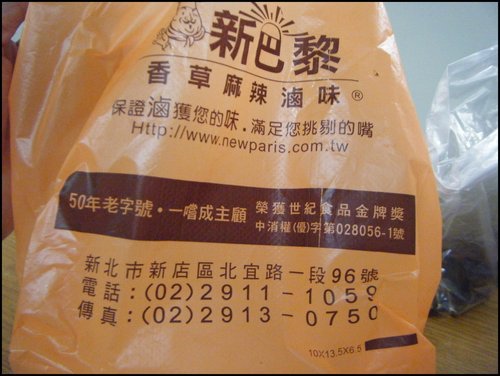 新巴黎
香草麻辣滷味®
保證滷獲您的味．滿足您挑剔的嘴
Http://www.newparis.com.tw
50年老字號・一嚐成主顧
榮獲世紀食品金牌獎
中消權(優)字第028056-1號
新北市新店區北宜路一段96號
電話:(02)2911-1059
傳真:(02)2913-0750
10X13.5X6.5